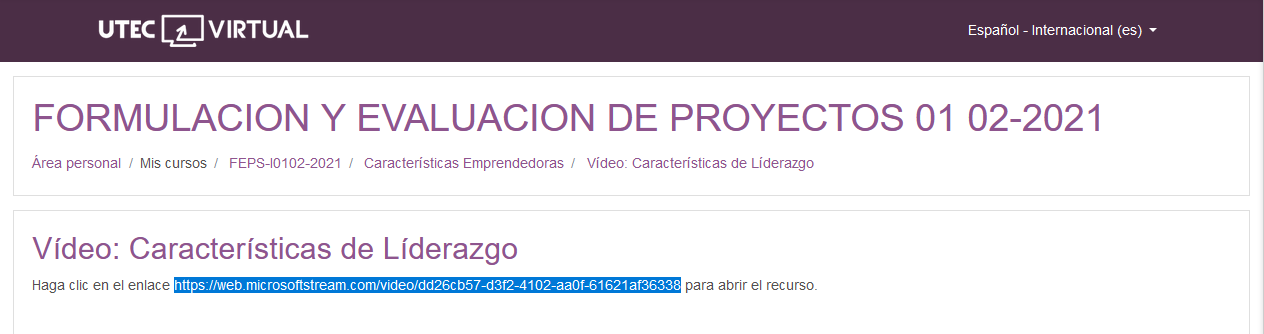 UTEC VIRTUAL
Español - Internacional (es)
FORMULACION Y EVALUACION DE PROYECTOS 01 02-2021
Área personal / Mis cursos / FEPS-I0102-2021 / Características Emprendedoras / Vídeo: Características de Líderazgo
Vídeo: Características de Líderazgo
Haga clic en el enlace https://web.microsoftstream.com/video/dd26cb57-d3f2-4102-aa0f-61621af36338 para abrir el recurso.